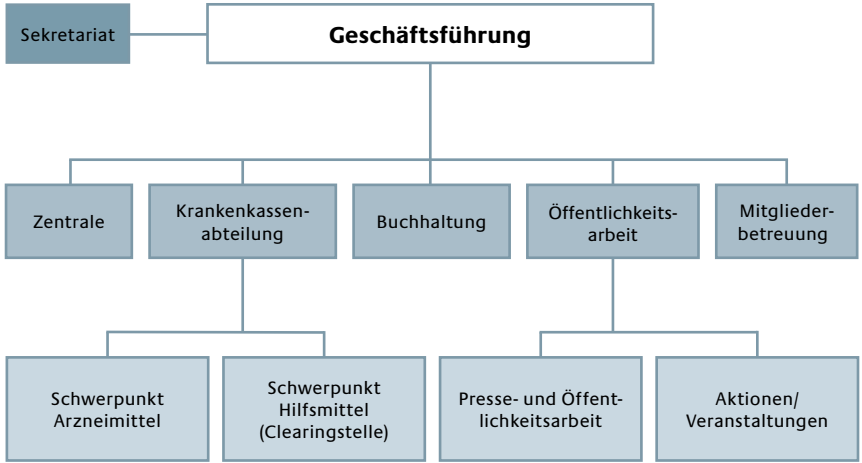 Sekretariat
Geschäftsführung
Zentrale
Krankenkassen-
abteilung
Buchhaltung
Öffentlichkeits-
arbeit
Mitglieder-
betreuung
Schwerpunkt
Arzneimittel
Schwerpunkt
Hilfsmittel
(Clearingstelle)
Presse- und Öffent-
lichkeitsarbeit
Aktionen/
Veranstaltungen